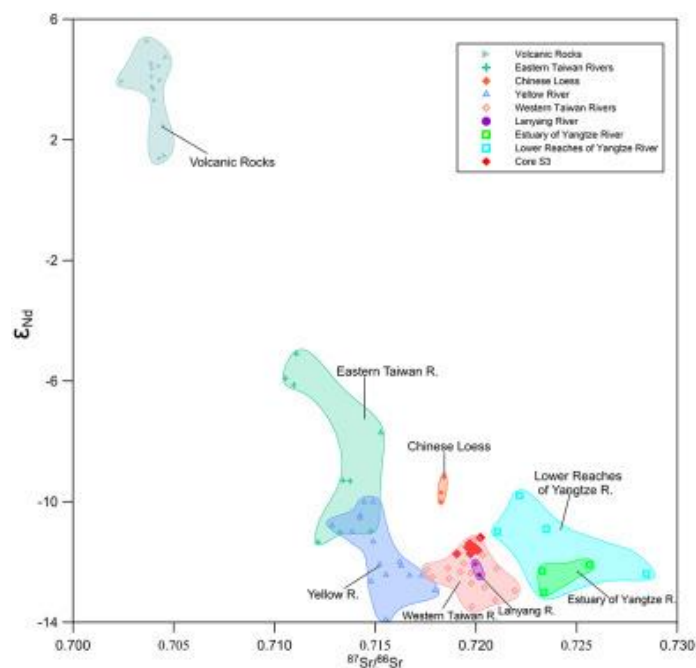 6
2
-2
-6
-10
-14
εNd
Volcanic Rocks
Eastern Taiwan Rivers
Chinese Loess
Yellow River
Western Taiwan Rivers
Lanyang River
Estuary of Yangtze River
Lower Reaches of Yangtze River
Core S3
Volcanic Rocks
Eastern Taiwan R.
Chinese Loess
Lower Reaches
of Yangtze R.
Yellow R.
Western Taiwan R.
Lanyang R.
Estuary of Yangtze R.
0.700 0.705 0.710 0.715 0.720 0.725 0.730
⁸⁷Sr/⁸⁶Sr